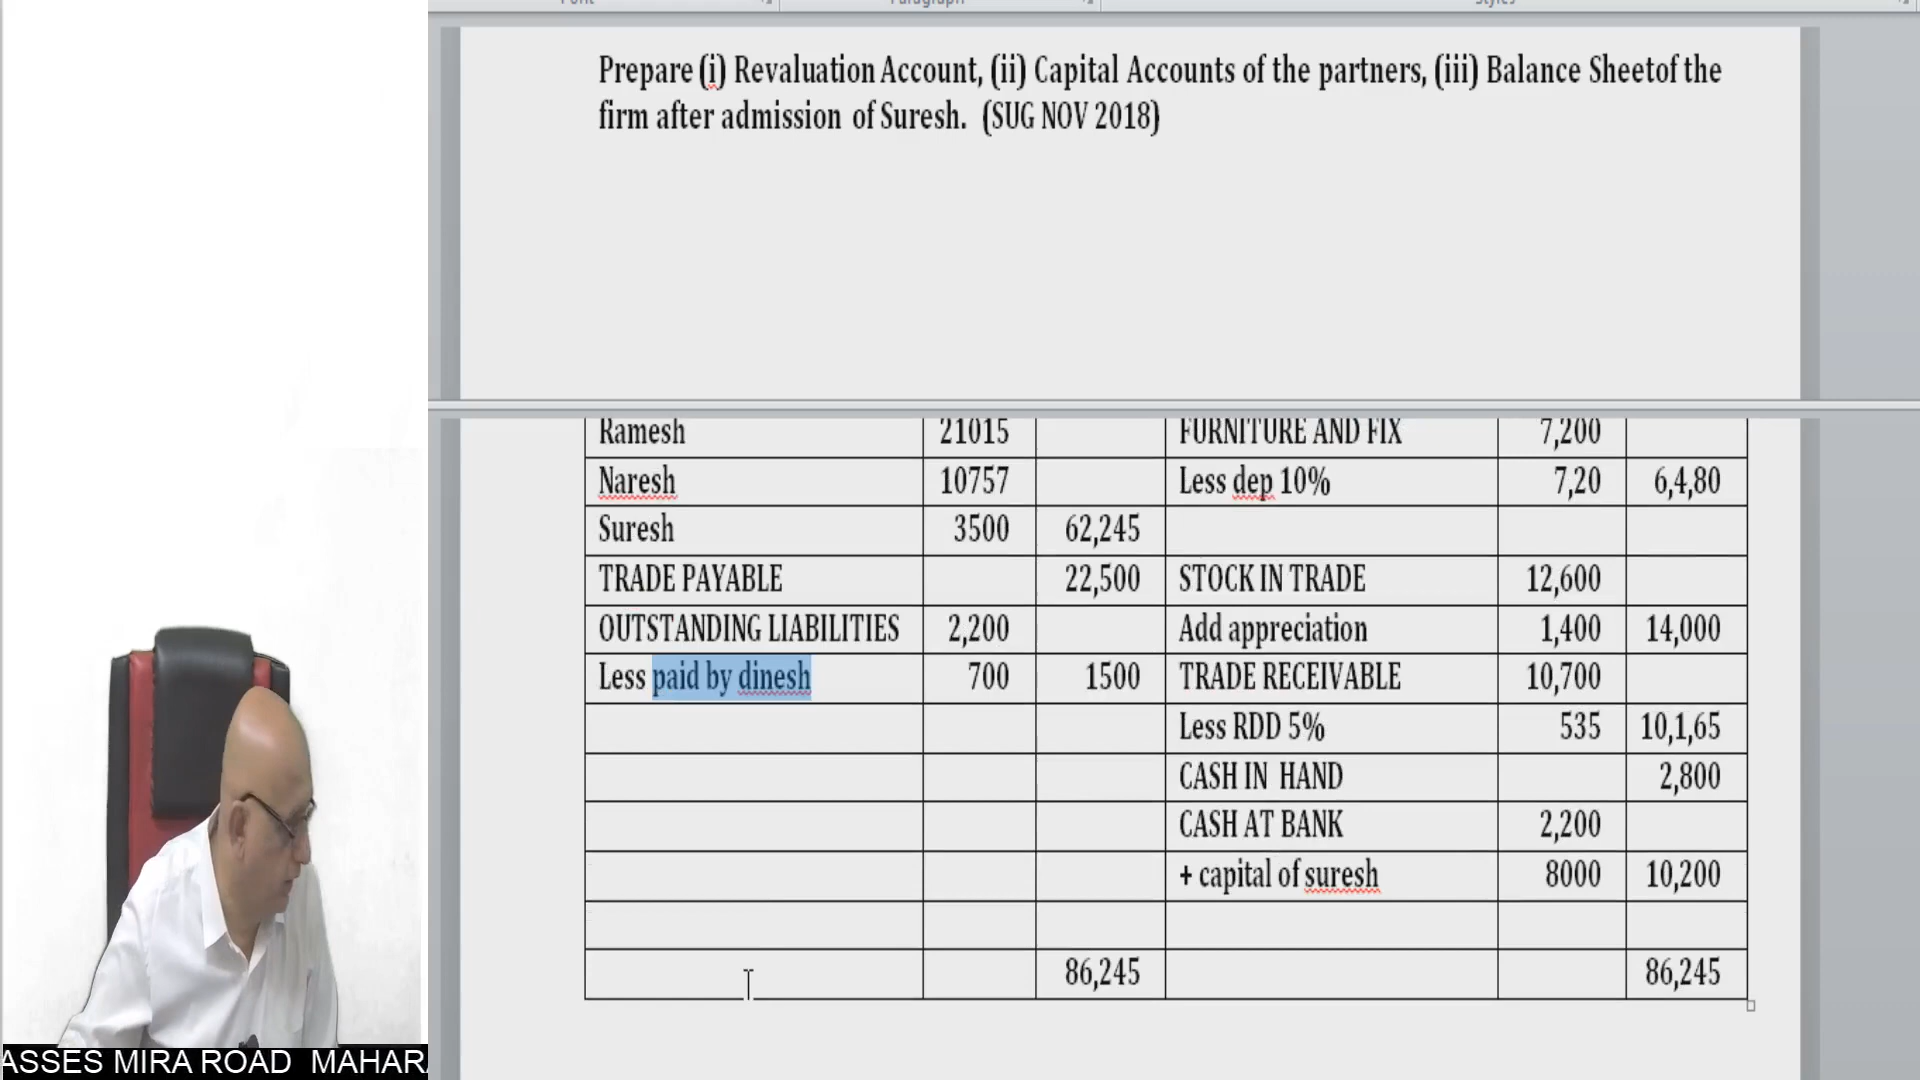 Font Paragraph Styles
Prepare (i) Revaluation Account, (ii) Capital Accounts of the partners, (iii) Balance Sheetof the
firm after admission of Suresh. (SUG NOV 2018)
Ramesh 21015 FURNITURE AND FIX 7,200
Naresh 10757 Less dep 10% 7,20 6,4,80
Suresh 3500 62,245
TRADE PAYABLE 22,500 STOCK IN TRADE 12,600
OUTSTANDING LIABILITIES 2,200 Add appreciation 1,400 14,000
Less paid by dinesh 700 1500 TRADE RECEIVABLE 10,700
Less RDD 5% 535 10,1,65
CASH IN HAND 2,800
CASH AT BANK 2,200
+ capital of suresh 8000 10,200
86,245 86,245
ASSES MIRA ROAD MAHAR